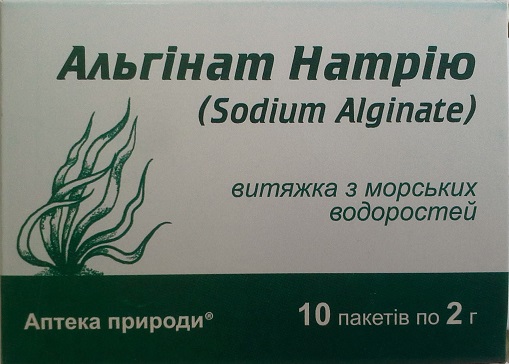 Альгінат Натрію
(Sodium Alginate)
витяжка з морських
водоростей
Аптека природи®
10 пакетів по 2 г